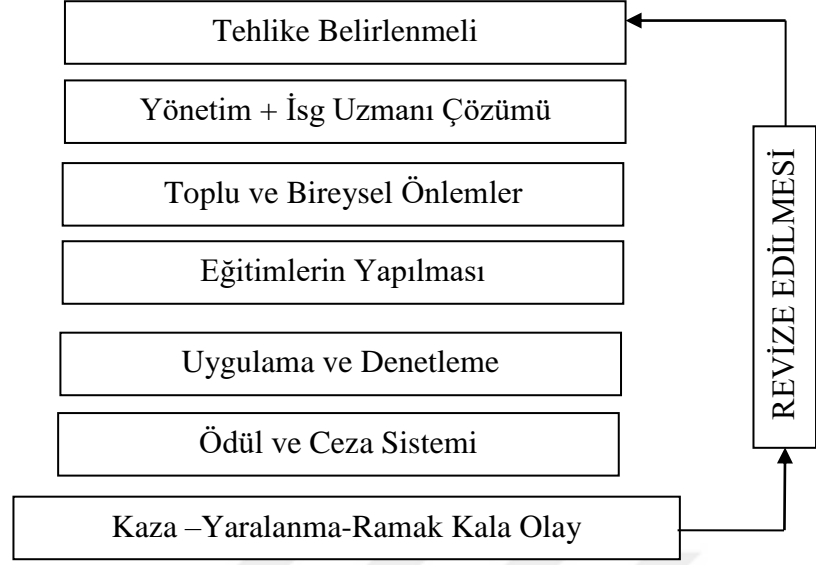 Tehlike Belirlenmeli
Yönetim + İsg Uzmanı Çözümü
Toplu ve Bireysel Önlemler
Eğitimlerin Yapılması
Uygulama ve Denetleme
Ödül ve Ceza Sistemi
Kaza –Yaralanma-Ramak Kala Olay
REVİZE EDİLMESİ